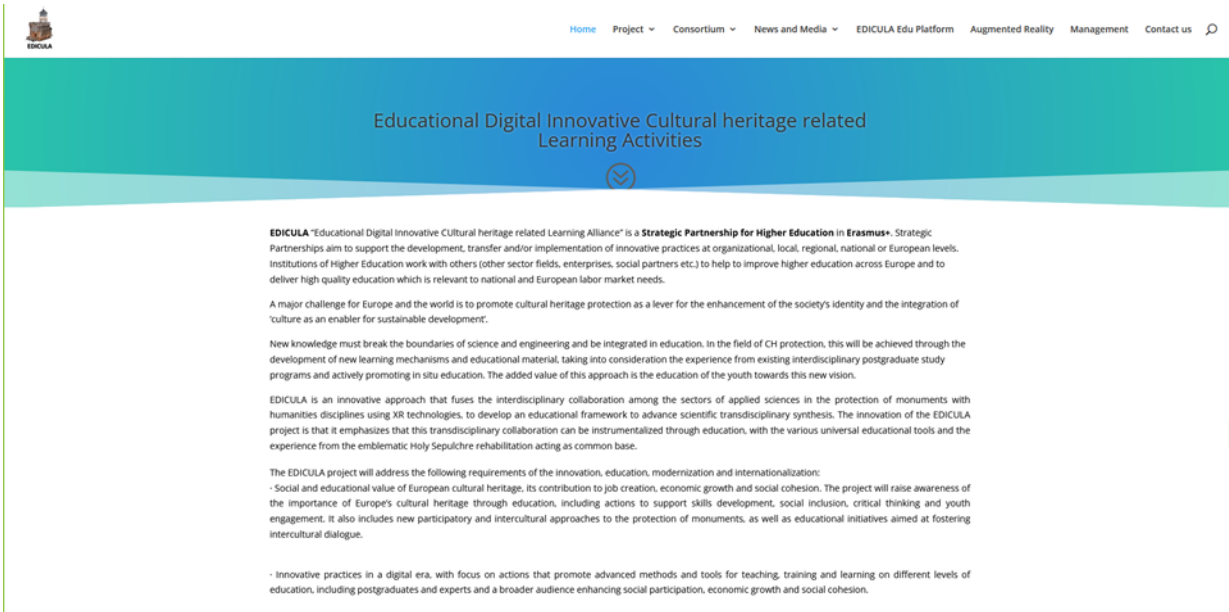 EDICULA
Home Project Consortium News and Media EDICULA Edu Platform Augmented Reality Management Contact us
Educational Digital Innovative Cultural heritage related
Learning Activities
EDICULA “Educational Digital Innovative CUltural heritage related Learning Alliance” is a Strategic Partnership for Higher Education in Erasmus+. Strategic
Partnerships aim to support the development, transfer and/or implementation of innovative practices at organizational, local, regional, national or European levels.
Institutions of Higher Education work with others (other sector fields, enterprises, social partners etc.) to help to improve higher education across Europe and to
deliver high quality education which is relevant to national and European labor market needs.
A major challenge for Europe and the world is to promote cultural heritage protection as a lever for the enhancement of the society’s identity and the integration of
‘culture as an enabler for sustainable development’.
New knowledge must break the boundaries of science and engineering and be integrated in education. In the field of CH protection, this will be achieved through the
development of new learning mechanisms and educational material, taking into consideration the experience from existing interdisciplinary postgraduate study
programs and actively promoting in situ education. The added value of this approach is the education of the youth towards this new vision.
EDICULA is an innovative approach that fuses the interdisciplinary collaboration among the sectors of applied sciences in the protection of monuments with
humanities disciplines using XR technologies, to develop an educational framework to advance scientific transdisciplinary synthesis. The innovation of the EDICULA
project is that it emphasizes that this transdisciplinary collaboration can be instrumentalized through education, with the various universal educational tools and the
experience from the emblematic Holy Sepulchre rehabilitation acting as common base.
The EDICULA project will address the following requirements of the innovation, education, modernization and internationalization:
· Social and educational value of European cultural heritage, its contribution to job creation, economic growth and social cohesion. The project will raise awareness of
the importance of Europe’s cultural heritage through education, including actions to support skills development, social inclusion, critical thinking and youth
engagement. It also includes new participatory and intercultural approaches to the protection of monuments, as well as educational initiatives aimed at fostering
intercultural dialogue.
· Innovative practices in a digital era, with focus on actions that promote advanced methods and tools for teaching, training and learning on different levels of
education, including postgraduates and experts and a broader audience enhancing social participation, economic growth and social cohesion.